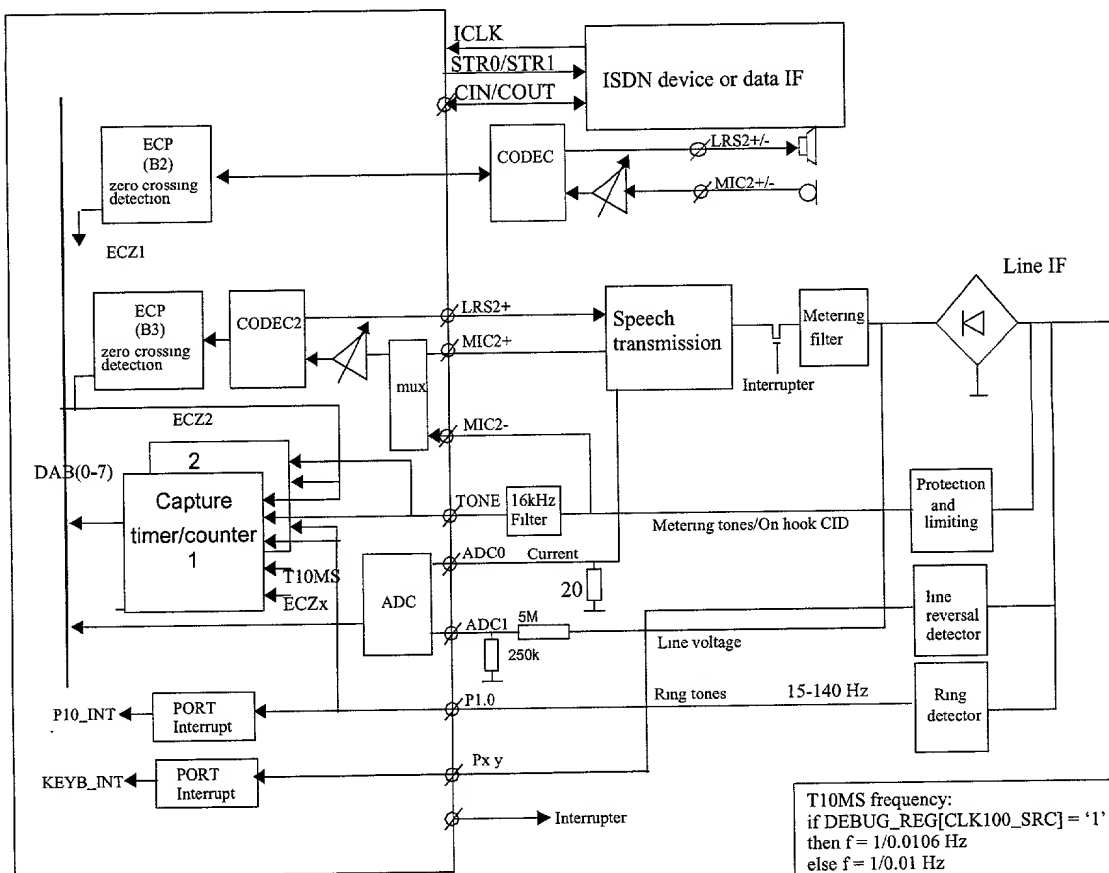 ICLK
STR0/STR1
CIN/COUT
ISDN device or data IF
ECP
(B2)
zero crossing
detection
CODEC
LRS2+/-
MIC2+/-
ECZ1
Line IF
ECP
(B3)
zero crossing
detection
CODEC2
LRS2+
MIC2+
mux
Speech
transmission
Metering
filter
Interrupter
ECZ2
MIC2-
DAB(0-7)
2
Capture
timer/counter
1
TONE
16kHz
Filter
Metering tones/On hook CID
Protection
and
limiting
T10MS
ECZx
ADC
ADC0
Current
20
ADC1
5M
250k
Line voltage
line
reversal
detector
P10_INT
PORT
Interrupt
P1.0
Ring tones
15-140 Hz
Ring
detector
KEYB_INT
PORT
Interrupt
Px y
Interrupter
T10MS frequency:
if DEBUG_REG[CLK100_SRC] = ‘1’
then f = 1/0.0106 Hz
else f = 1/0.01 Hz